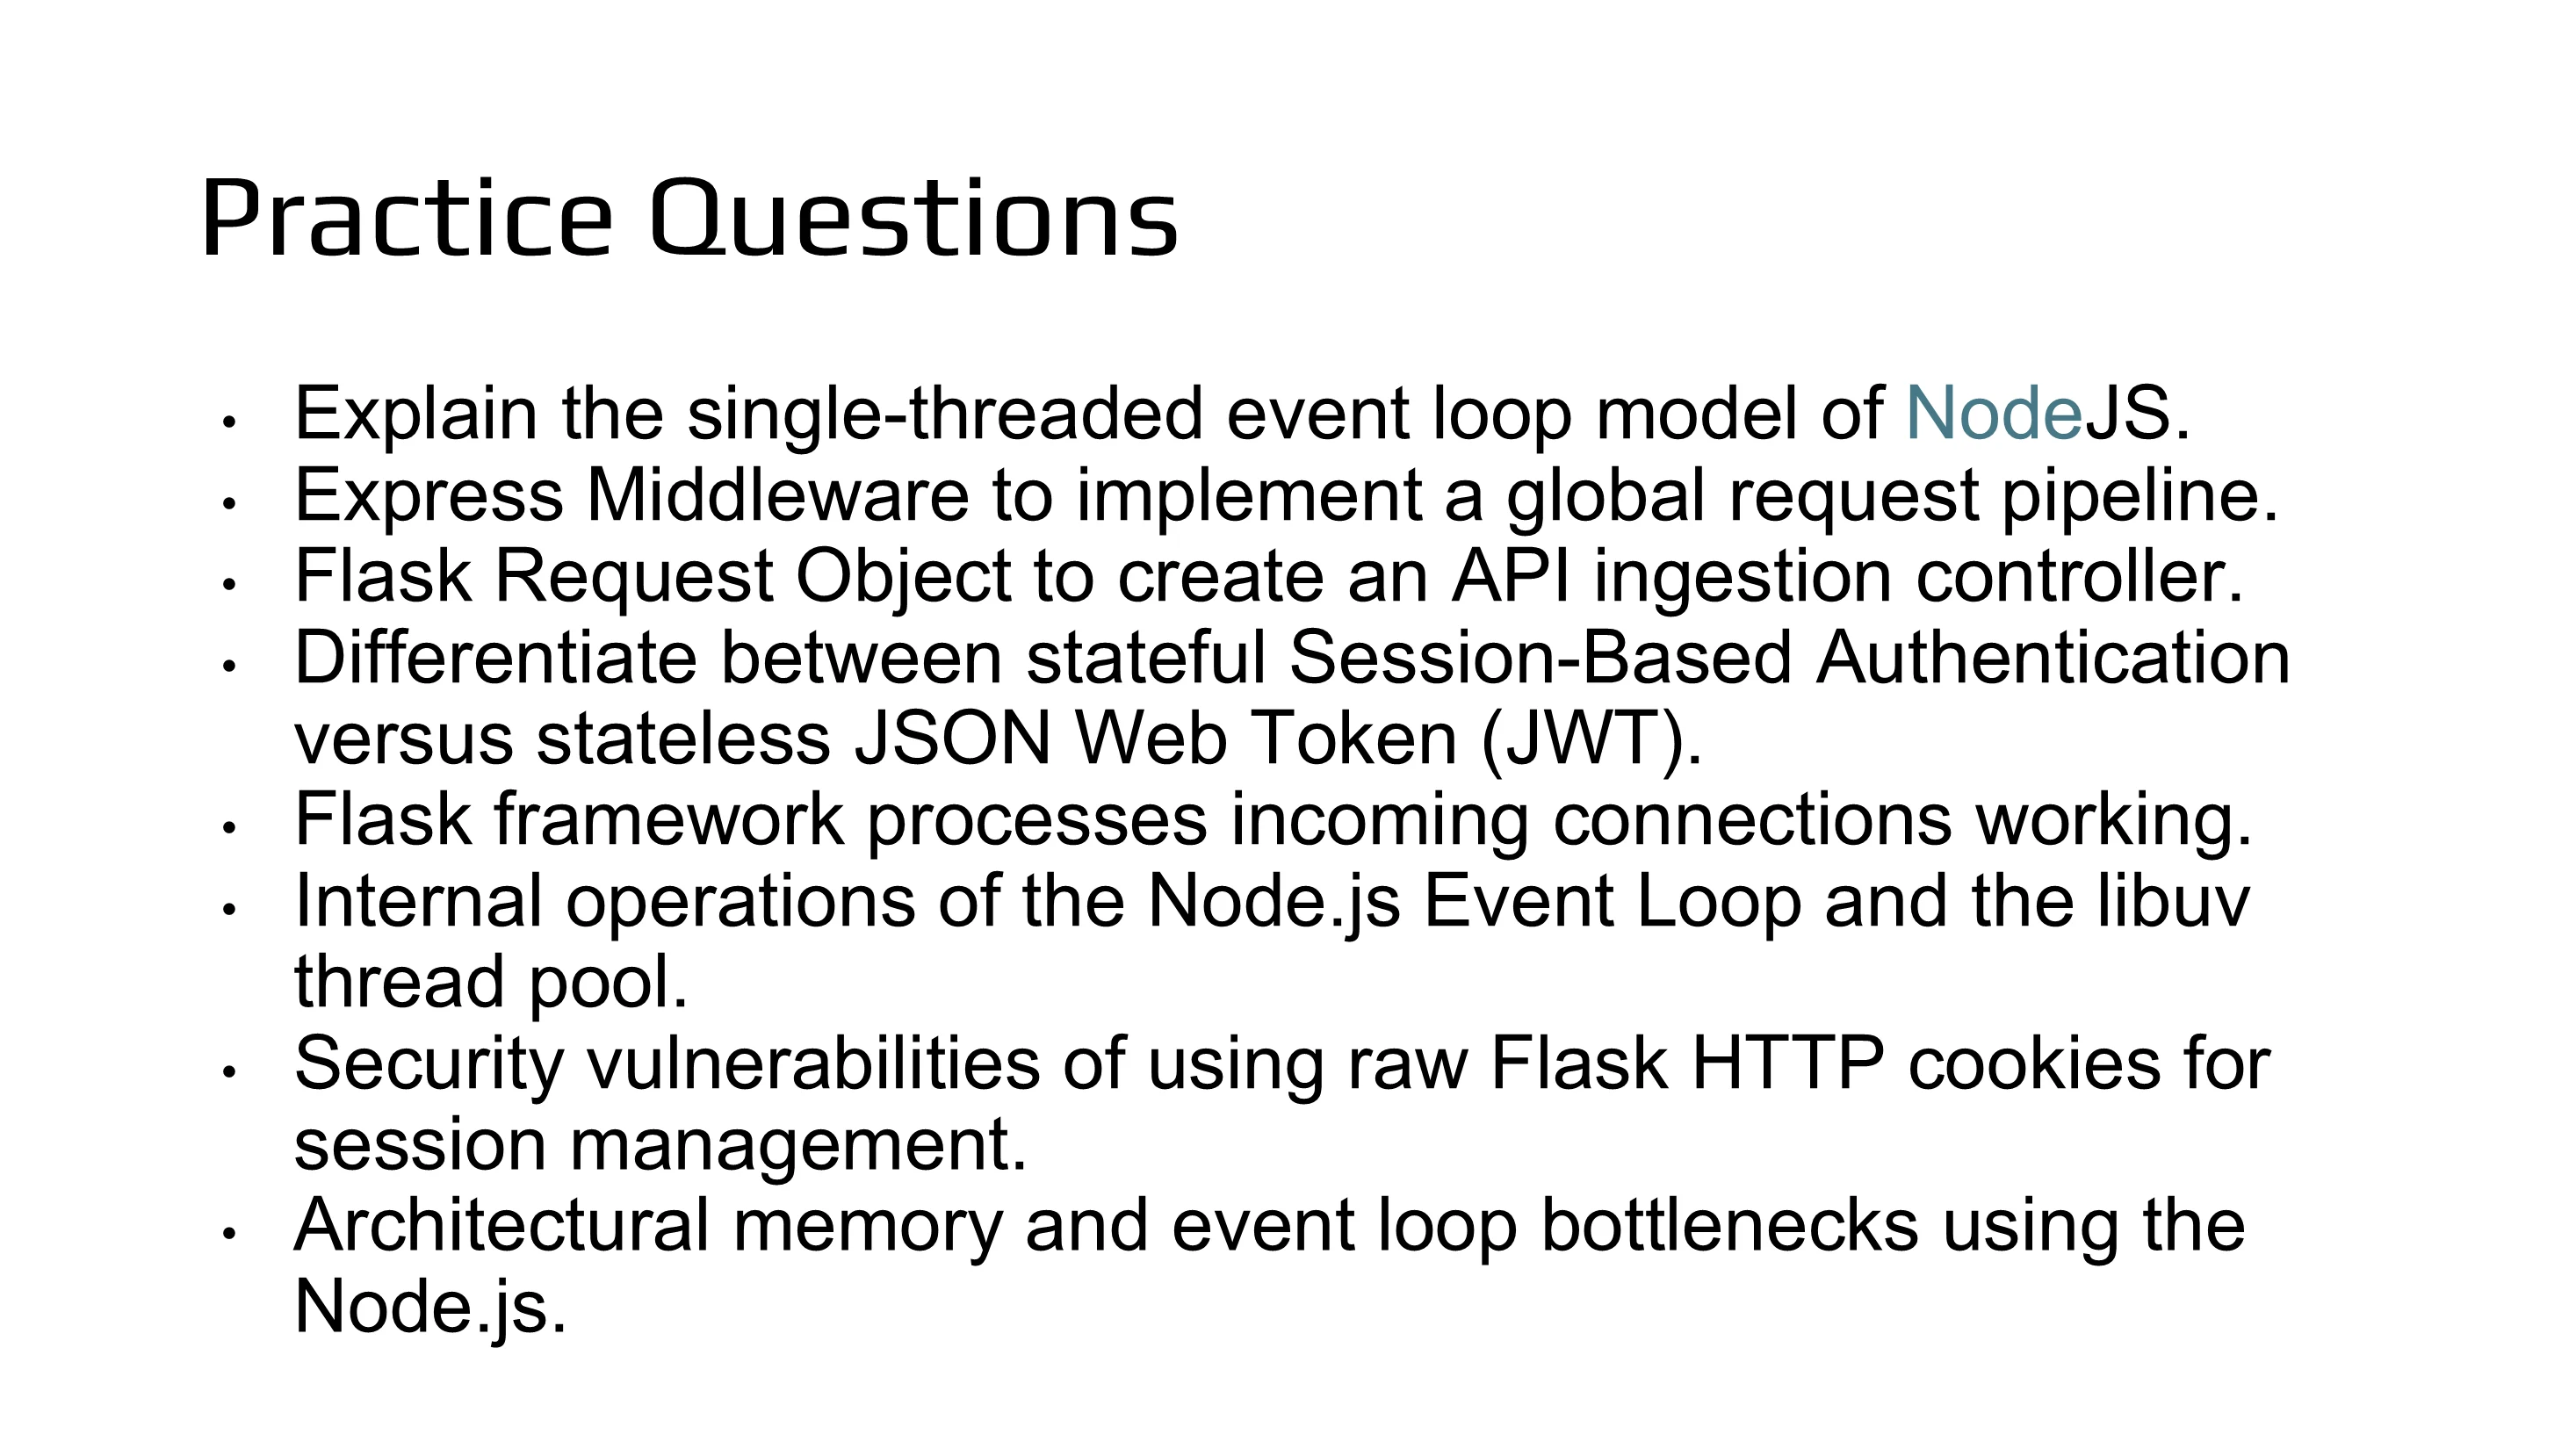 Practice Questions
• Explain the single-threaded event loop model of NodeJS.
• Express Middleware to implement a global request pipeline.
• Flask Request Object to create an API ingestion controller.
• Differentiate between stateful Session-Based Authentication
versus stateless JSON Web Token (JWT).
• Flask framework processes incoming connections working.
• Internal operations of the Node.js Event Loop and the libuv
thread pool.
• Security vulnerabilities of using raw Flask HTTP cookies for
session management.
• Architectural memory and event loop bottlenecks using the
Node.js.